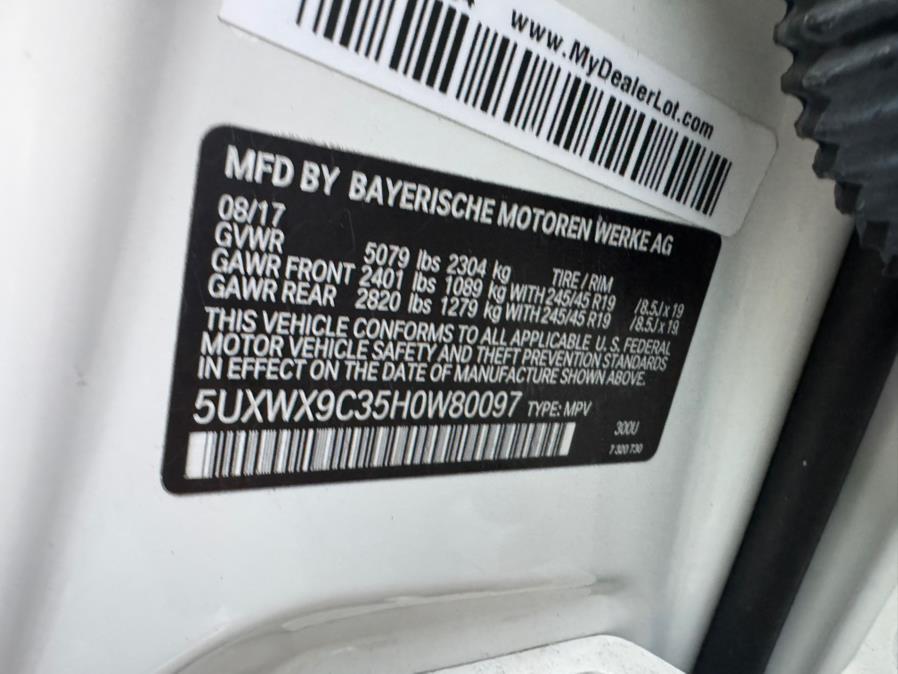 www.MyDealerLot.com
MFD BY BAYERISCHE MOTOREN WERKE AG
08/17
GVWR 5079 lbs 2304 kg TIRE / RIM
GAWR FRONT 2401 lbs 1089 kg WITH 245/45 R19 /8.5J x 19
GAWR REAR 2820 lbs 1279 kg WITH 245/45 R19 /8.5J x 19
THIS VEHICLE CONFORMS TO ALL APPLICABLE U. S. FEDERAL
MOTOR VEHICLE SAFETY AND THEFT PREVENTION STANDARDS
IN EFFECT ON THE DATE OF MANUFACTURE SHOWN ABOVE.
5UXWX9C35H0W80097 TYPE: MPV
300U
7 320 730